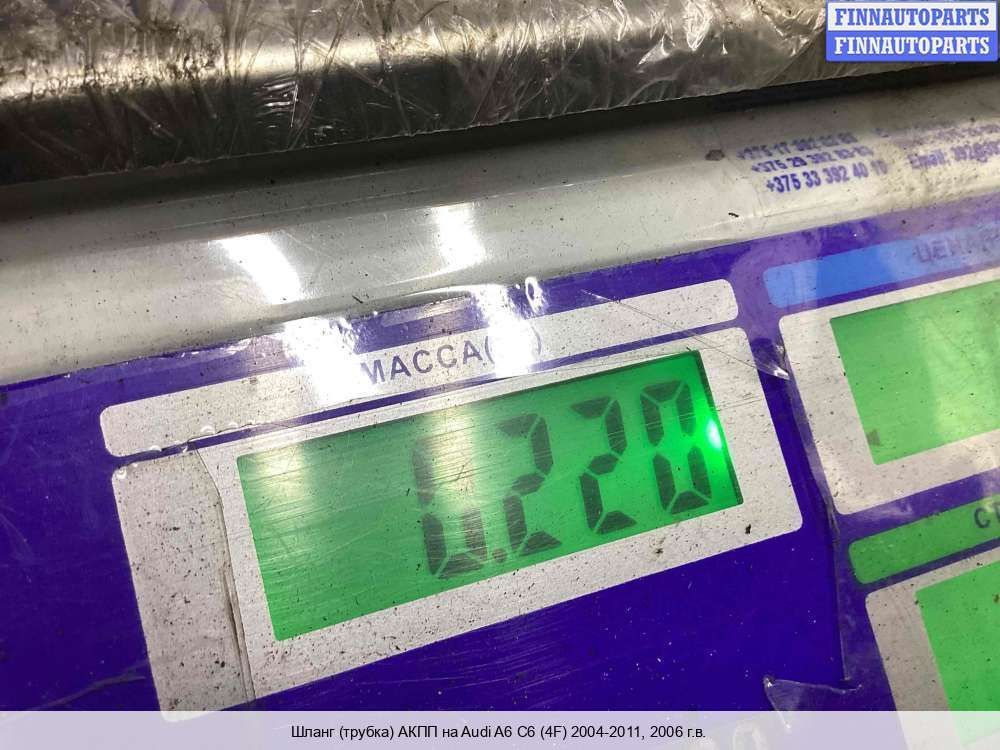 FINNAUTOPARTS
FINNAUTOPARTS
+375 33 392 40 10
Email:
МАССА(
0.220
Шланг (трубка) АКПП на Audi A6 C6 (4F) 2004-2011, 2006 г.в.